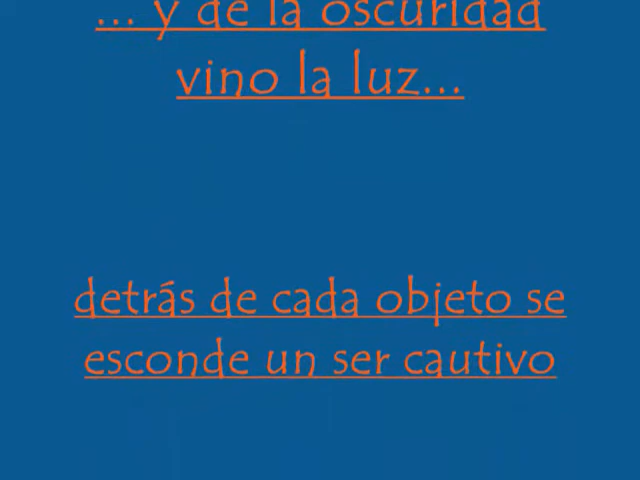 ... y de la oscuridad
vino la luz...
detrás de cada objeto se
esconde un ser cautivo